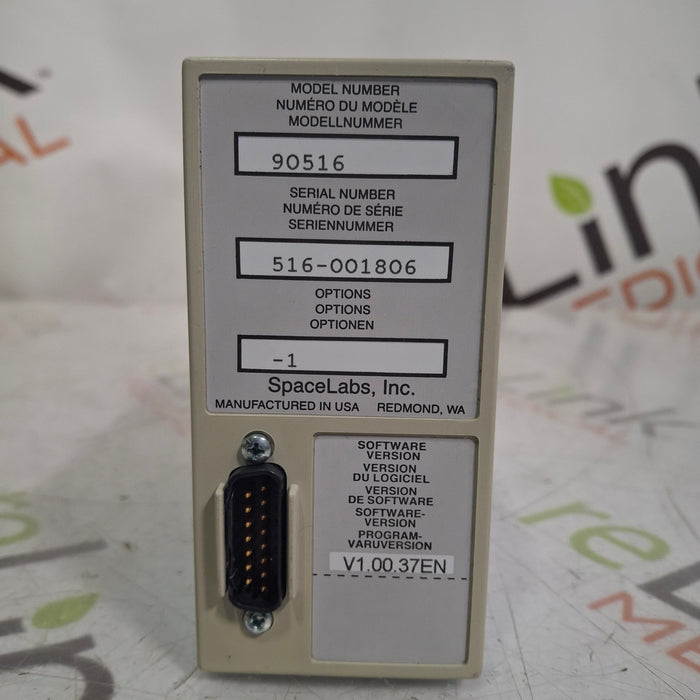 MODEL NUMBER
NUMÉRO DU MODÈLE
MODELLNUMMER
90516
SERIAL NUMBER
NUMÉRO DE SÉRIE
SERIENNUMMER
516-001806
OPTIONS
OPTIONS
OPTIONEN
-1
SpaceLabs, Inc.
MANUFACTURED IN USA REDMOND, WA
SOFTWARE
VERSION
VERSION
DU LOGICIEL
VERSION
DE SOFTWARE
SOFTWARE-
VERSION
PROGRAM-
VARUVERSION
V1.00.37EN